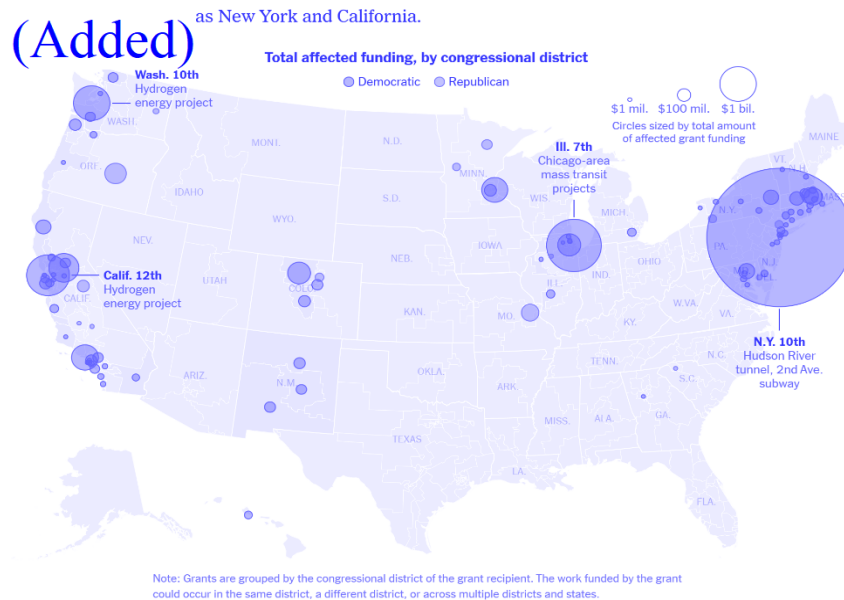 as New York and California.
(Added)
Total affected funding, by congressional district
Democratic Republican
$1 mil. $100 mil. $1 bil.
Circles sized by total amount
of affected grant funding
Wash. 10th
Hydrogen
energy project
WASH.
MONT.
N.D.
MINN.
Ill. 7th
Chicago-area
mass transit
projects
VT.
N.H.
MAINE
MASS.
ORE.
IDAHO
S.D.
WIS.
MICH.
N.Y.
WYO.
NEV.
Calif. 12th
Hydrogen
energy project
CALIF.
UTAH
COLO.
NEB.
IOWA
ILL.
IND.
OHIO
PA.
N.J.
MD.
DEL.
KAN.
MO.
KY.
W.VA.
VA.
N.Y. 10th
Hudson River
tunnel, 2nd Ave.
subway
ARIZ.
N.M.
OKLA.
ARK.
TENN.
N.C.
S.C.
TEXAS
LA.
MISS.
ALA.
GA.
FLA.
Note: Grants are grouped by the congressional district of the grant recipient. The work funded by the grant
could occur in the same district, a different district, or across multiple districts and states.